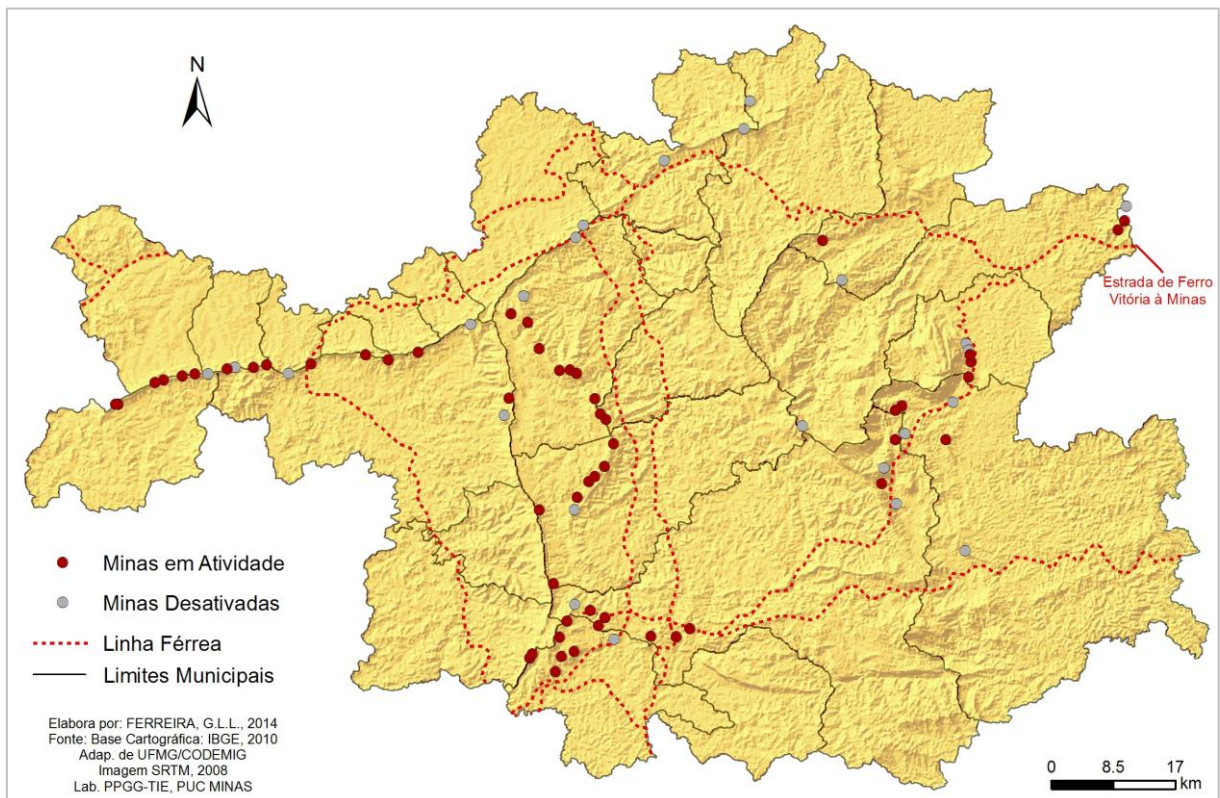 N
Estrada de Ferro
Vitória à Minas
Minas em Atividade
Minas Desativadas
Linha Férrea
Limites Municipais
Elabora por: FERREIRA, G.L.L., 2014
Fonte: Base Cartográfica: IBGE, 2010
Adap. de UFMG/CODEMIG
Imagem SRTM, 2008
Lab. PPGG-TIE, PUC MINAS
0 8.5 17
km